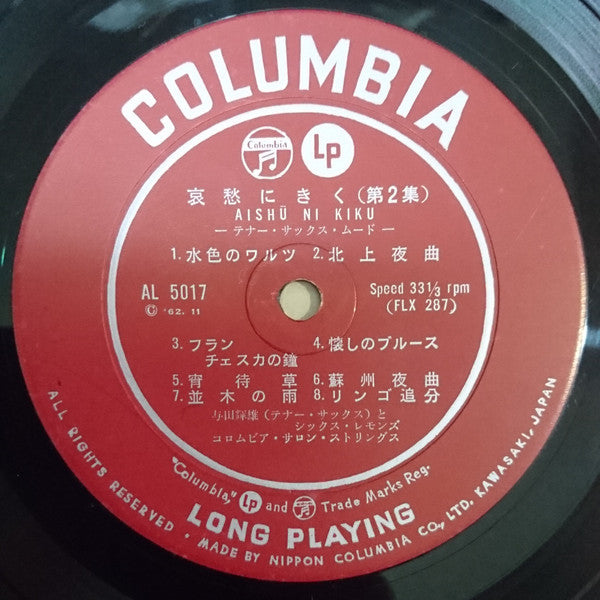 COLUMBIA
Columbia
LP
哀愁にきく(第2集)
AISHŪ NI KIKU
—テナー・サックス・ムード—
1.水色のワルツ 2.北上夜曲
AL 5017 Speed 33 1/3 rpm
© '62. 11 (FLX 287)
3.フランチェスカの鐘 4.懐しのブルース
5.宵待草 6.蘇州夜曲
7.並木の雨 8.リンゴ追分
与田輝雄(テナー・サックス)と
シックス・レモンズ
コロムビア・サロン・ストリングス
"Columbia," LP and Trade Marks Reg.
LONG PLAYING
ALL RIGHTS RESERVED · MADE BY NIPPON COLUMBIA CO., LTD. KAWASAKI, JAPAN